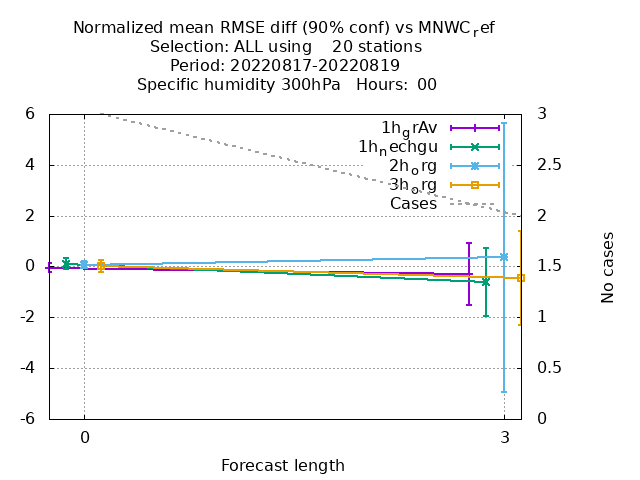 Normalized mean RMSE diff (90% conf) vs MNWC_ref
Selection: ALL using    20 stations
Period: 20220817-20220819
Specific humidity 300hPa   Hours:  00
6
4
2
0
-2
-4
-6
3
2.5
2
1.5
1
0.5
0
1h_grAv
1h_nechgu
2h_org
3h_org
Cases
No cases
0
3
Forecast length